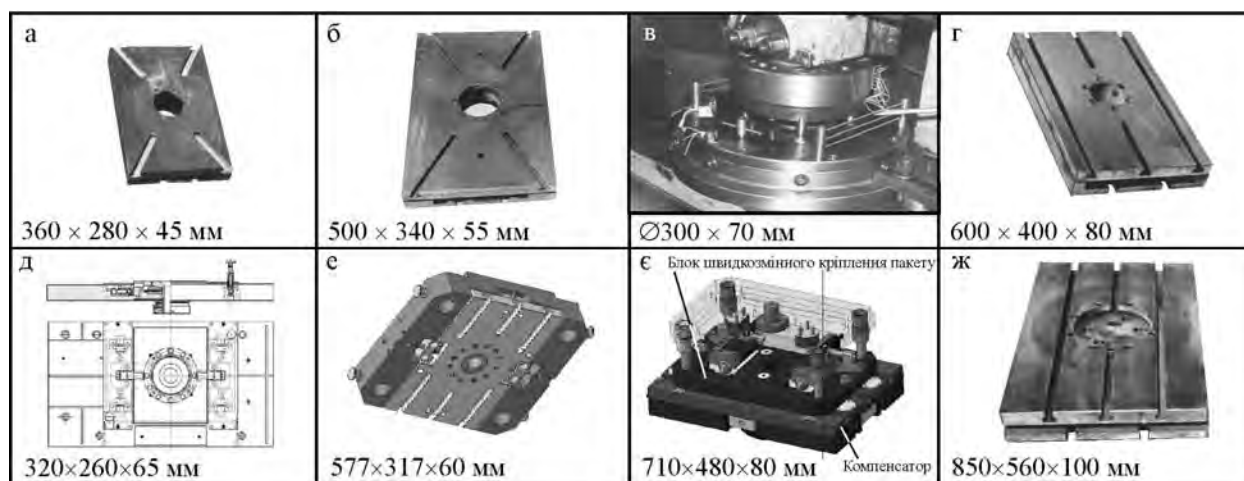 а
б
в
г
360 × 280 × 45 мм
500 × 340 × 55 мм
Ø300 × 70 мм
600 × 400 × 80 мм
д
е
є
Блок швидкозмінного кріплення пакету
ж
320×260×65 мм
577×317×60 мм
710×480×80 мм
Компенсатор
850×560×100 мм